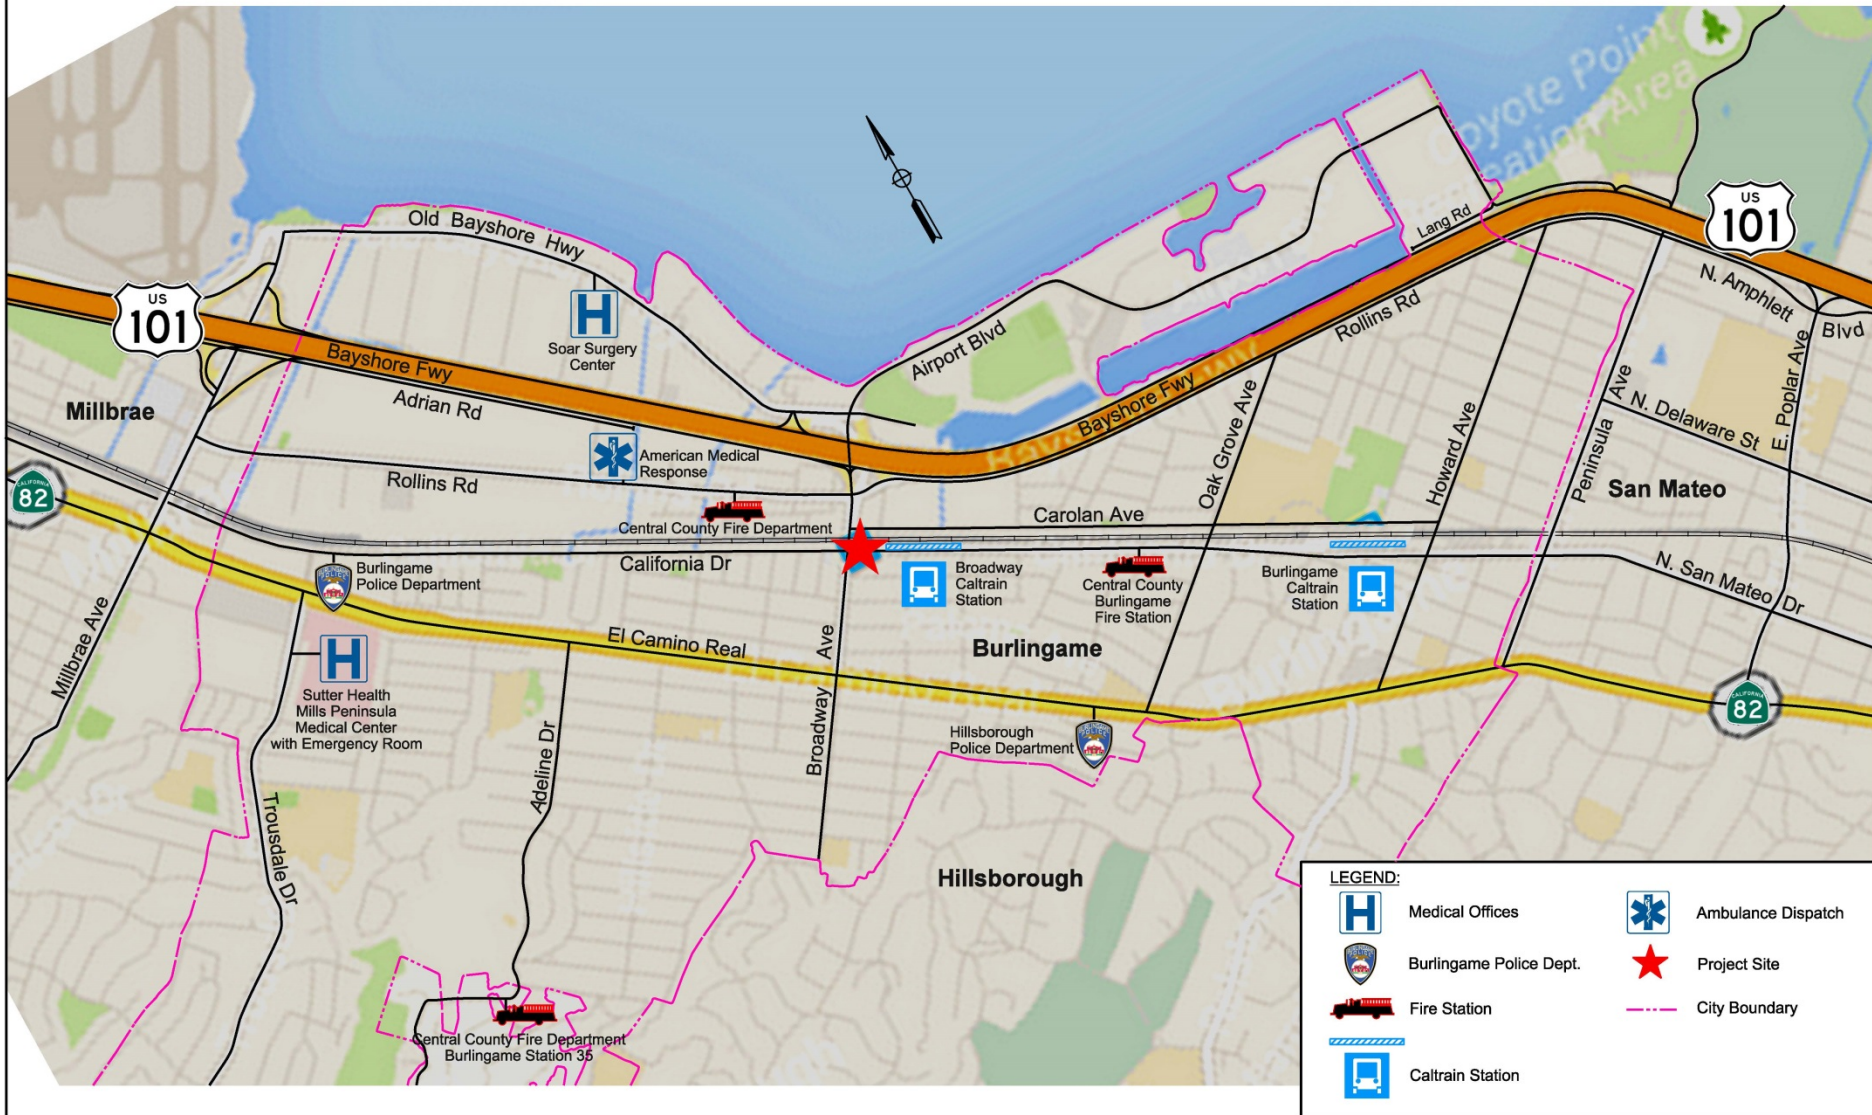 Coyote Point
Recreation Area
US
101
Old Bayshore Hwy
Lang Rd
US
101
N. Amphlett
Blvd
Soar Surgery
Center
Airport Blvd
Rollins Rd
Bayshore Fwy
Bayshore Fwy
Adrian Rd
Millbrae
American Medical
Response
Rollins Rd
Oak Grove Ave
Howard Ave
Peninsula Ave
N. Delaware St
E. Poplar Ave
San Mateo
CALIFORNIA
82
Central County Fire Department
Carolan Ave
California Dr
Burlingame
Police Department
Broadway
Caltrain
Station
Central County
Burlingame
Fire Station
Burlingame
Caltrain
Station
N. San Mateo Dr
Millbrae Ave
El Camino Real
Burlingame
Broadway Ave
Sutter Health
Mills Peninsula
Medical Center
with Emergency Room
Hillsborough
Police Department
CALIFORNIA
82
Adeline Dr
Trousdale Dr
Hillsborough
Central County Fire Department
Burlingame Station 35
LEGEND:
H Medical Offices
Ambulance Dispatch
Burlingame Police Dept.
Project Site
Fire Station
City Boundary
Caltrain Station